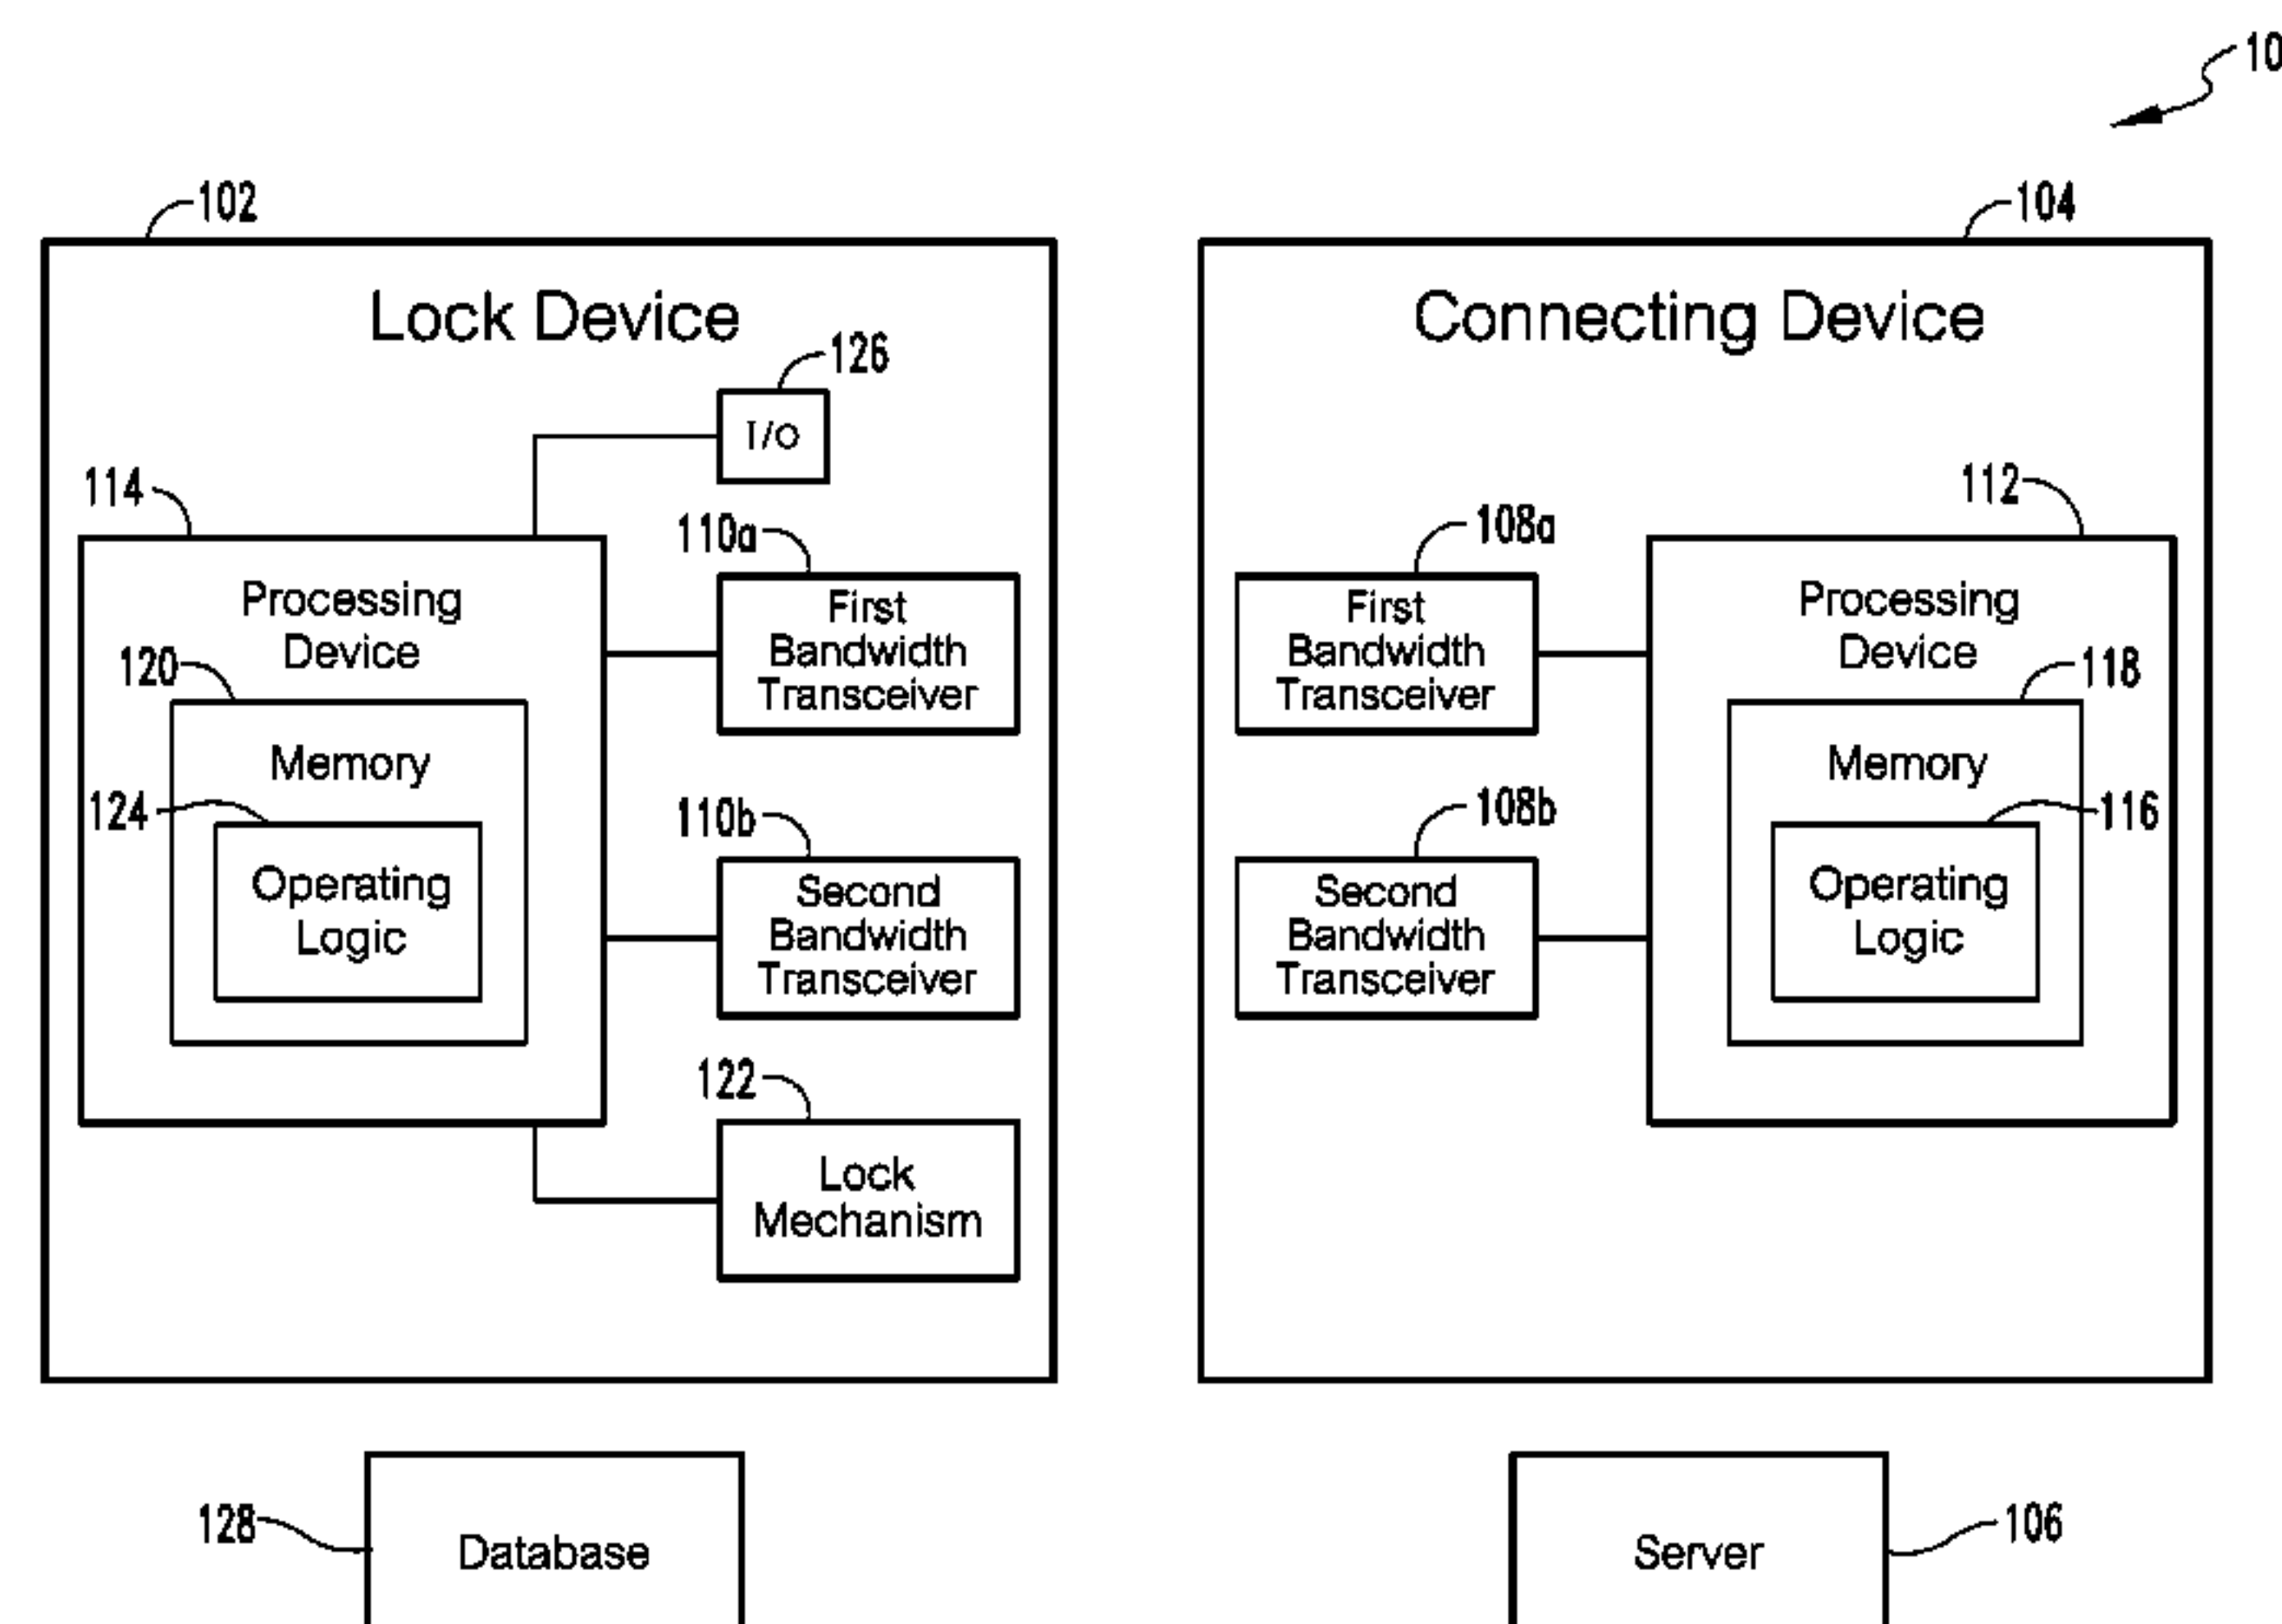 10
102
104
Lock Device
Connecting Device
126
I/O
114
112
110a
108a
Processing
Device
First
Bandwidth
Transceiver
First
Bandwidth
Transceiver
Processing
Device
120
118
Memory
Memory
124
110b
108b
116
Operating
Logic
Second
Bandwidth
Transceiver
Second
Bandwidth
Transceiver
Operating
Logic
122
Lock
Mechanism
128
Database
Server
106